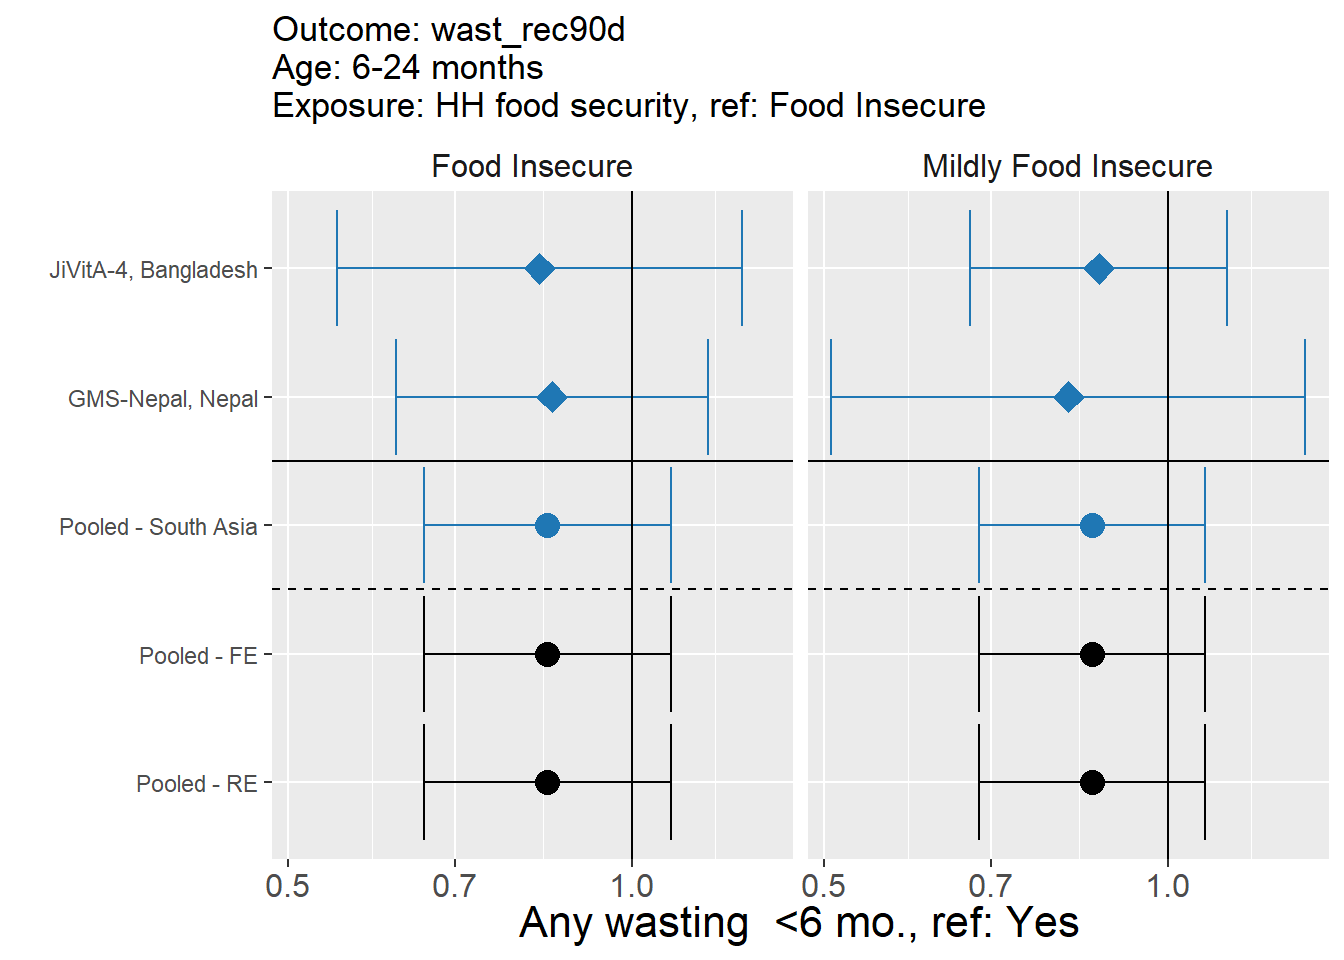 Outcome: wast_rec90d
Age: 6-24 months
Exposure: HH food security, ref: Food Insecure
Food Insecure
Mildly Food Insecure
JiVitA-4, Bangladesh
GMS-Nepal, Nepal
Pooled - South Asia
Pooled - FE
Pooled - RE
0.5 0.7 1.0 0.5 0.7 1.0
Any wasting  <6 mo., ref: Yes